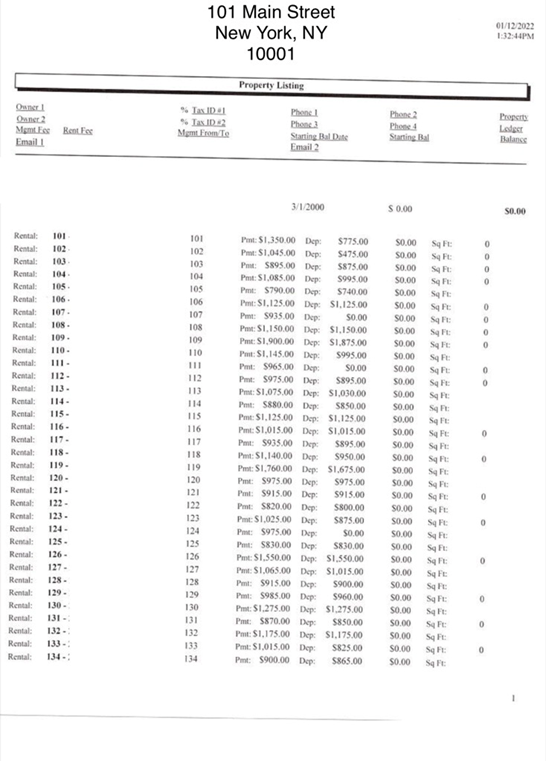 101 Main Street
New York, NY
10001
01/12/2022
1:32:44PM
Property Listing
Owner 1 % Tax ID #1 Phone 1 Phone 2 Property
Owner 2 % Tax ID #2 Phone 3 Phone 4 Ledger
Mgmt Fee Rent Fee Mgmt From/To Starting Bal Date Starting Bal Balance
Email 1 Email 2
3/1/2000 $ 0.00 $0.00
Rental: 101 - 101 Pmt: $1,350.00 Dep: $775.00 $0.00 Sq Ft: 0
Rental: 102 - 102 Pmt: $1,045.00 Dep: $475.00 $0.00 Sq Ft: 0
Rental: 103 - 103 Pmt: $895.00 Dep: $875.00 $0.00 Sq Ft: 0
Rental: 104 - 104 Pmt: $1,085.00 Dep: $995.00 $0.00 Sq Ft: 0
Rental: 105 - 105 Pmt: $790.00 Dep: $740.00 $0.00 Sq Ft:
Rental: 106 - 106 Pmt: $1,125.00 Dep: $1,125.00 $0.00 Sq Ft: 0
Rental: 107 - 107 Pmt: $935.00 Dep: $0.00 $0.00 Sq Ft: 0
Rental: 108 - 108 Pmt: $1,150.00 Dep: $1,150.00 $0.00 Sq Ft: 0
Rental: 109 - 109 Pmt: $1,900.00 Dep: $1,875.00 $0.00 Sq Ft: 0
Rental: 110 - 110 Pmt: $1,145.00 Dep: $995.00 $0.00 Sq Ft:
Rental: 111 - 111 Pmt: $965.00 Dep: $0.00 $0.00 Sq Ft: 0
Rental: 112 - 112 Pmt: $975.00 Dep: $895.00 $0.00 Sq Ft: 0
Rental: 113 - 113 Pmt: $1,075.00 Dep: $1,030.00 $0.00 Sq Ft:
Rental: 114 - 114 Pmt: $880.00 Dep: $850.00 $0.00 Sq Ft:
Rental: 115 - 115 Pmt: $1,125.00 Dep: $1,125.00 $0.00 Sq Ft:
Rental: 116 - 116 Pmt: $1,015.00 Dep: $1,015.00 $0.00 Sq Ft: 0
Rental: 117 - 117 Pmt: $935.00 Dep: $895.00 $0.00 Sq Ft:
Rental: 118 - 118 Pmt: $1,140.00 Dep: $950.00 $0.00 Sq Ft: 0
Rental: 119 - 119 Pmt: $1,760.00 Dep: $1,675.00 $0.00 Sq Ft:
Rental: 120 - 120 Pmt: $975.00 Dep: $975.00 $0.00 Sq Ft:
Rental: 121 - 121 Pmt: $915.00 Dep: $915.00 $0.00 Sq Ft: 0
Rental: 122 - 122 Pmt: $820.00 Dep: $800.00 $0.00 Sq Ft:
Rental: 123 - 123 Pmt: $1,025.00 Dep: $875.00 $0.00 Sq Ft: 0
Rental: 124 - 124 Pmt: $975.00 Dep: $0.00 $0.00 Sq Ft:
Rental: 125 - 125 Pmt: $830.00 Dep: $830.00 $0.00 Sq Ft:
Rental: 126 - 126 Pmt: $1,550.00 Dep: $1,550.00 $0.00 Sq Ft: 0
Rental: 127 - 127 Pmt: $1,065.00 Dep: $1,015.00 $0.00 Sq Ft:
Rental: 128 - 128 Pmt: $915.00 Dep: $900.00 $0.00 Sq Ft:
Rental: 129 - 129 Pmt: $985.00 Dep: $960.00 $0.00 Sq Ft: 0
Rental: 130 - 130 Pmt: $1,275.00 Dep: $1,275.00 $0.00 Sq Ft:
Rental: 131 - 131 Pmt: $870.00 Dep: $850.00 $0.00 Sq Ft: 0
Rental: 132 - 132 Pmt: $1,175.00 Dep: $1,175.00 $0.00 Sq Ft:
Rental: 133 - 133 Pmt: $1,015.00 Dep: $825.00 $0.00 Sq Ft: 0
Rental: 134 - 134 Pmt: $900.00 Dep: $865.00 $0.00 Sq Ft:
1